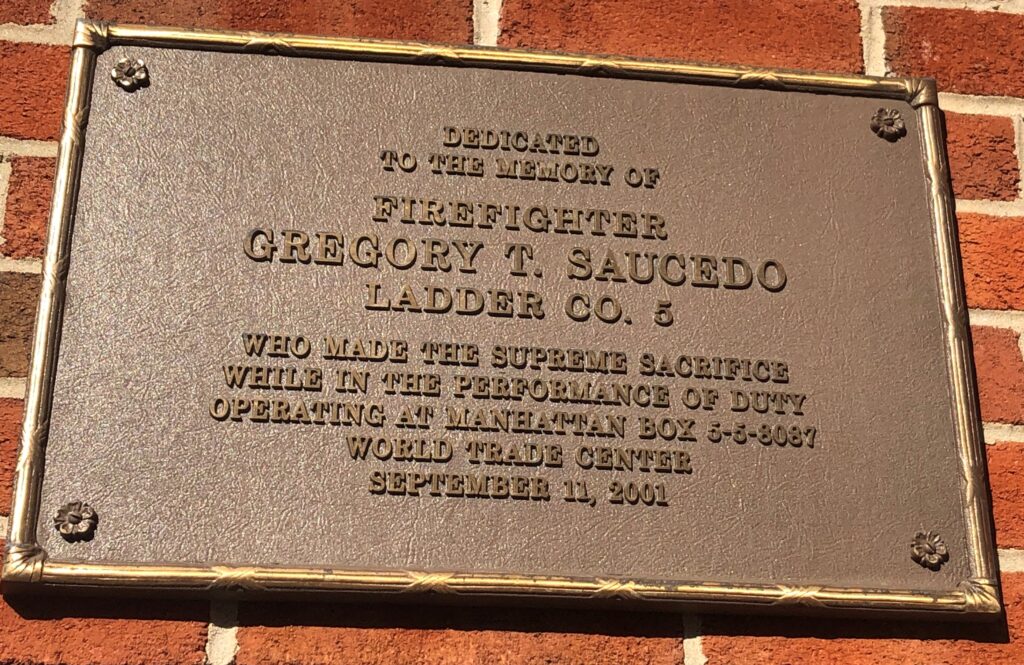 DEDICATED
TO THE MEMORY OF
FIREFIGHTER
GREGORY T. SAUCEDO
LADDER CO. 5
WHO MADE THE SUPREME SACRIFICE
WHILE IN THE PERFORMANCE OF DUTY
OPERATING AT MANHATTAN BOX 5-5-8087
WORLD TRADE CENTER
SEPTEMBER 11, 2001